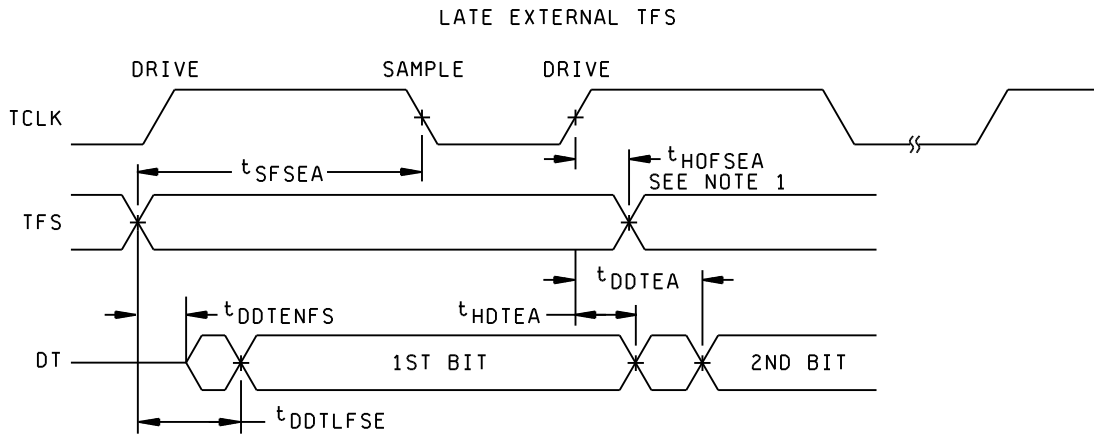 LATE EXTERNAL TFS
DRIVE SAMPLE DRIVE
TCLK
tSFSEA
tHOFSEA
SEE NOTE 1
TFS
tDDTEA
tDDTENFS
tHDTEA
DT
1ST BIT
2ND BIT
tDDTLFSE